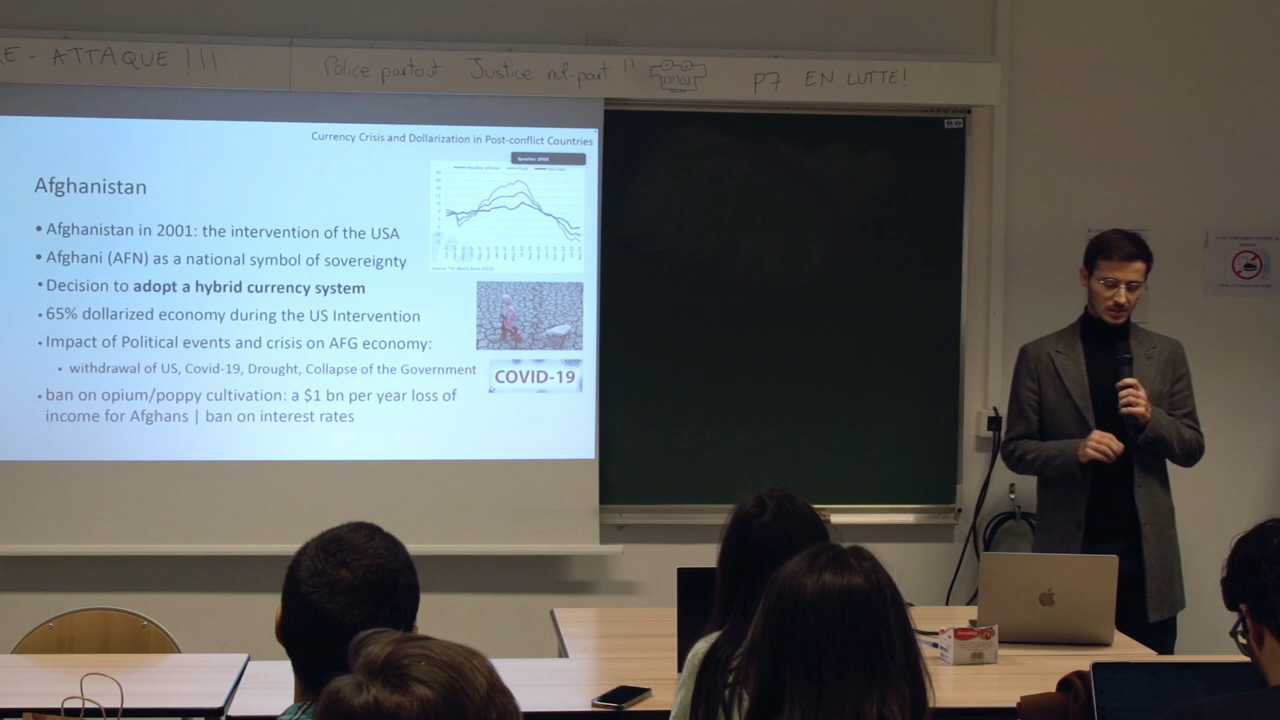 E - ATTAQUE !!!
Police partout Justice nul-part !!
P7 EN LUTTE!
Currency Crisis and Dollarization in Post-conflict Countries
Afghanistan
• Afghanistan in 2001: the intervention of the USA
• Afghani (AFN) as a national symbol of sovereignty
• Decision to adopt a hybrid currency system
• 65% dollarized economy during the US Intervention
• Impact of Political events and crisis on AFG economy:
• withdrawal of US, Covid-19, Drought, Collapse of the Government
• ban on opium/poppy cultivation: a $1 bn per year loss of
income for Afghans | ban on interest rates
COVID-19